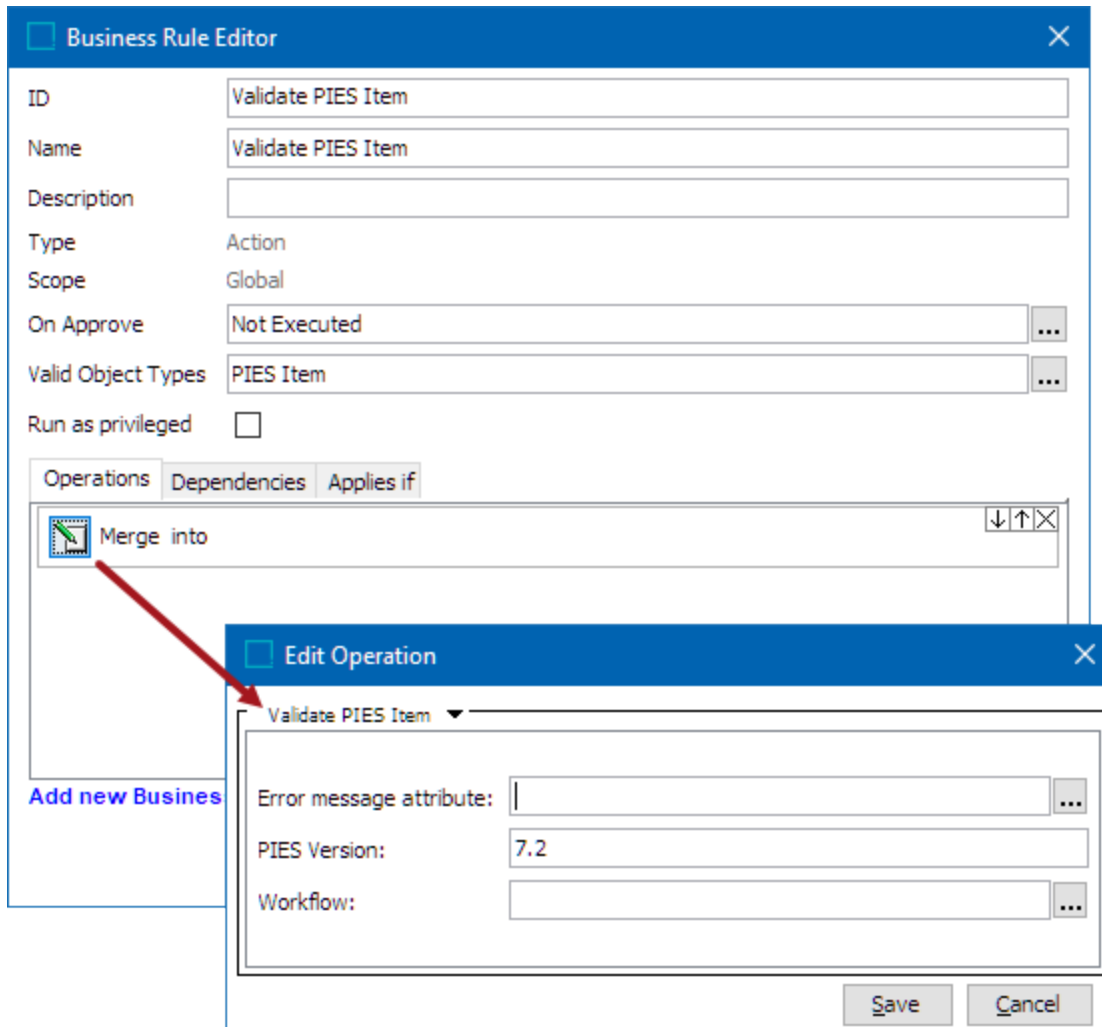 Business Rule Editor
ID Validate PIES Item
Name Validate PIES Item
Description
Type Action
Scope Global
On Approve Not Executed ...
Valid Object Types PIES Item ...
Run as privileged
Operations Dependencies Applies if
Merge into
Edit Operation
Validate PIES Item
Add new Busines
Error message attribute: ...
PIES Version: 7.2
Workflow: ...
Save Cancel